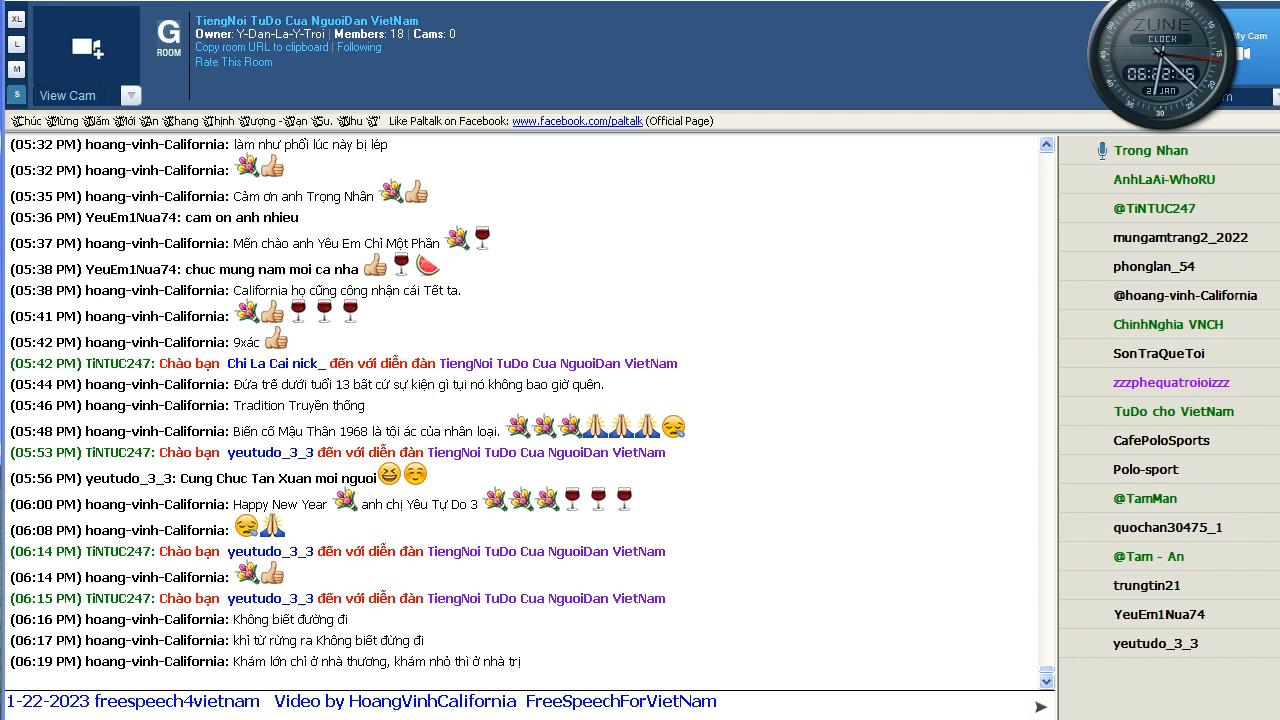 XL
L
M
S
View Cam
G
ROOM
TiengNoi TuDo Cua NguoiDan VietNam
Owner: Y-Dan-La-Y-Troi | Members: 18 | Cams: 0
Copy room URL to clipboard | Following
Rate This Room
ZUNE
CLOCK
My Cam
Like Paltalk on Facebook: www.facebook.com/paltalk (Official Page)
(05:32 PM) hoang-vinh-California: làm như phổi lúc nảy bị lép
(05:32 PM) hoang-vinh-California:
(05:35 PM) hoang-vinh-California: Cảm ơn anh Trọng Nhân
(05:36 PM) YeuEm1Nua74: cam on anh nhieu
(05:37 PM) hoang-vinh-California: Mến chào anh Yêu Em Chỉ Một Phần
(05:38 PM) YeuEm1Nua74: chuc mung nam moi ca nha
(05:38 PM) hoang-vinh-California: California họ cũng công nhận cái Tết ta.
(05:41 PM) hoang-vinh-California:
(05:42 PM) hoang-vinh-California: 9xác
(05:42 PM) TiNTUC247: Chào bạn Chi La Cai nick_ đến với diễn đàn TiengNoi TuDo Cua NguoiDan VietNam
(05:44 PM) hoang-vinh-California: Đứa trẻ dưới tuổi 13 bất cứ sự kiện gì tụi nó không bao giờ quên.
(05:46 PM) hoang-vinh-California: Tradition Truyền thống
(05:48 PM) hoang-vinh-California: Biến cố Mậu Thân 1968 là tội ác của nhân loại.
(05:53 PM) TiNTUC247: Chào bạn yeutudo_3_3 đến với diễn đàn TiengNoi TuDo Cua NguoiDan VietNam
(05:56 PM) yeutudo_3_3: Cung Chuc Tan Xuan moi nguoi
(06:00 PM) hoang-vinh-California: Happy New Year anh chị Yêu Tự Do 3
(06:08 PM) hoang-vinh-California:
(06:14 PM) TiNTUC247: Chào bạn yeutudo_3_3 đến với diễn đàn TiengNoi TuDo Cua NguoiDan VietNam
(06:14 PM) hoang-vinh-California:
(06:15 PM) TiNTUC247: Chào bạn yeutudo_3_3 đến với diễn đàn TiengNoi TuDo Cua NguoiDan VietNam
(06:16 PM) hoang-vinh-California: Không biết đường đi
(06:17 PM) hoang-vinh-California: khỉ từ rừng ra Không biết đứng đi
(06:19 PM) hoang-vinh-California: Khám lớn chỉ ở nhà thương, khám nhỏ thì ở nhà trị
1-22-2023 freespeech4vietnam Video by HoangVinhCalifornia FreeSpeechForVietNam
Trong Nhan
AnhLaAi-WhoRU
@TiNTUC247
mungamtrang2_2022
phonglan_54
@hoang-vinh-California
ChinhNghia VNCH
SonTraQueToi
zzzphequatroioizzz
TuDo cho VietNam
CafePoloSports
Polo-sport
@TamMan
quochan30475_1
@Tam - An
trungtin21
YeuEm1Nua74
yeutudo_3_3